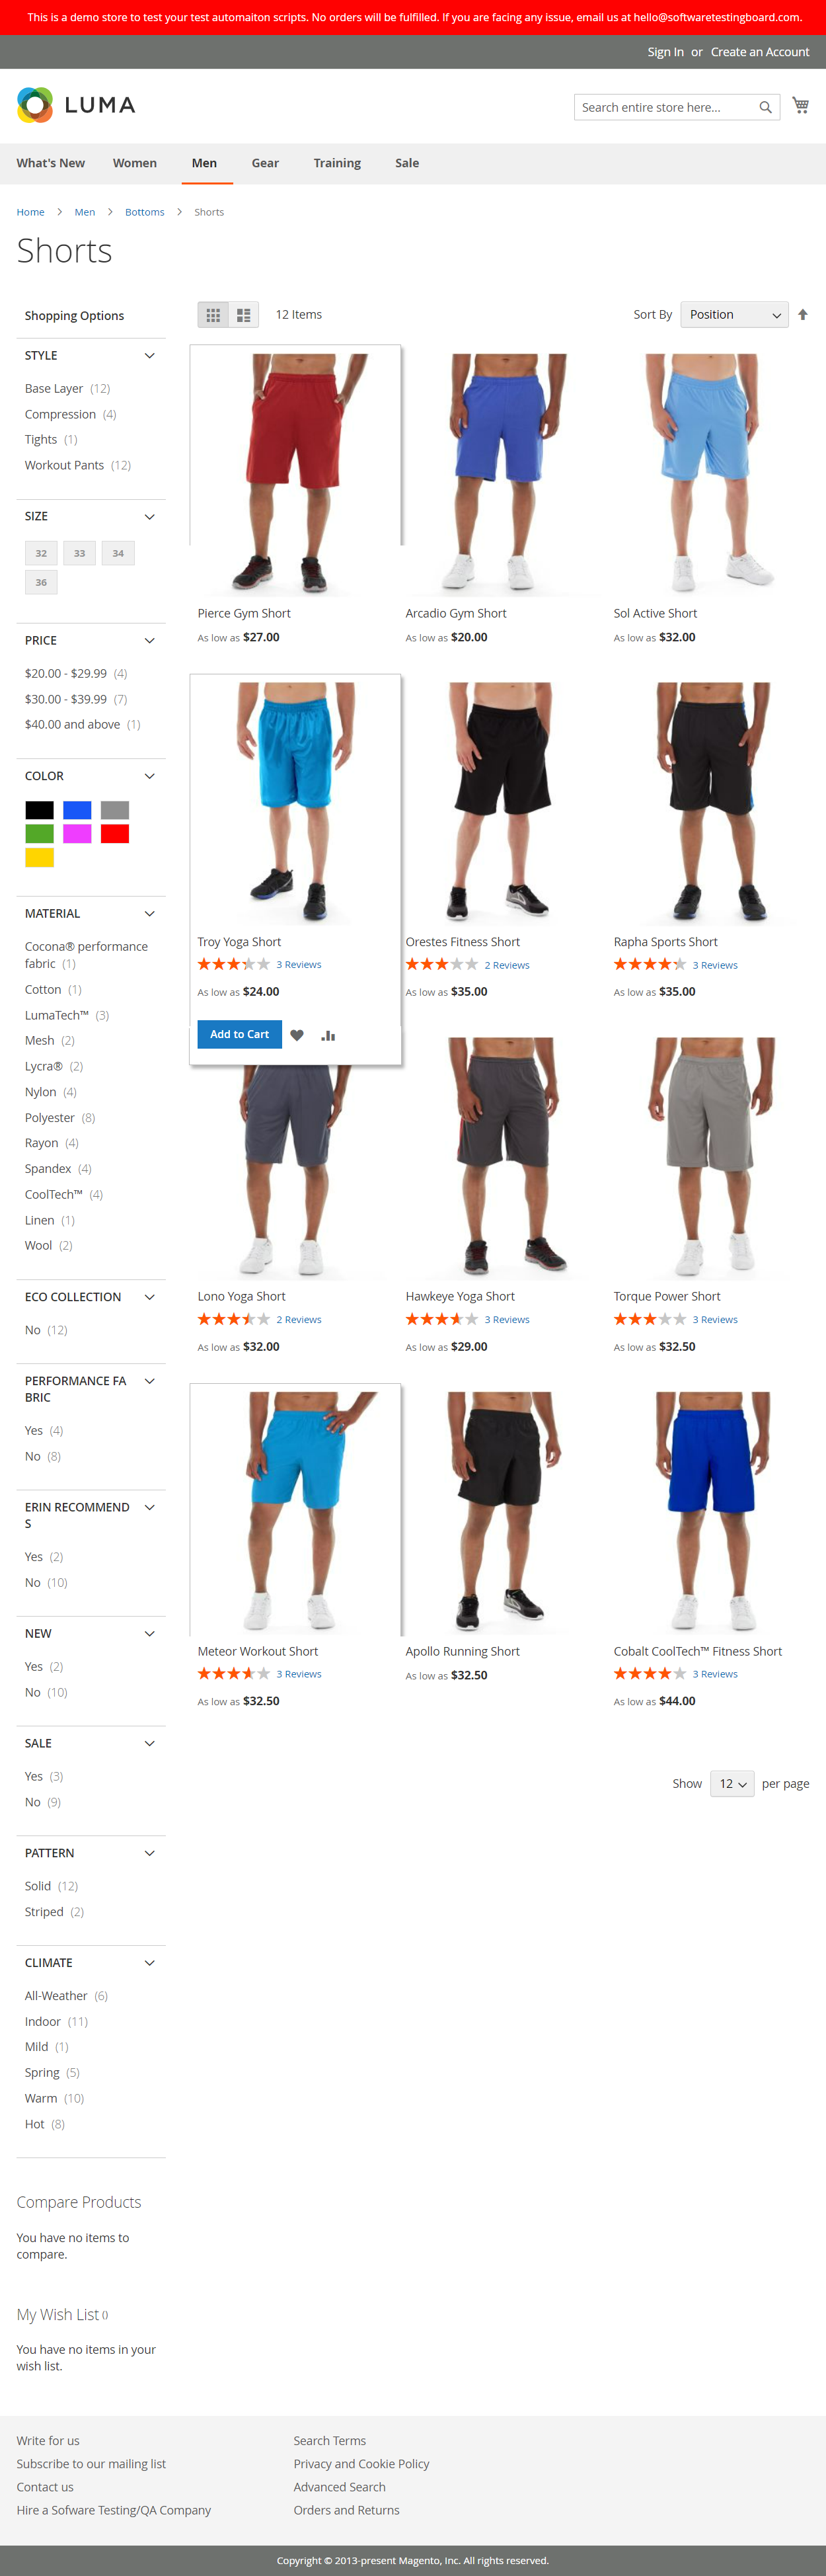 This is a demo store to test your test automaiton scripts. No orders will be fulfilled. If you are facing any issue, email us at hello@softwaretestingboard.com.
Sign In or Create an Account
LUMA
Search entire store here...
What's New Women Men Gear Training Sale
Home > Men > Bottoms > Shorts
Shorts
Shopping Options
STYLE
Base Layer (12)
Compression (4)
Tights (1)
Workout Pants (12)
SIZE
32 33 34
36
PRICE
$20.00 - $29.99 (4)
$30.00 - $39.99 (7)
$40.00 and above (1)
COLOR
MATERIAL
Cocona® performance
fabric (1)
Cotton (1)
LumaTech™ (3)
Mesh (2)
Lycra® (2)
Nylon (4)
Polyester (8)
Rayon (4)
Spandex (4)
CoolTech™ (4)
Linen (1)
Wool (2)
ECO COLLECTION
No (12)
PERFORMANCE FA
BRIC
Yes (4)
No (8)
ERIN RECOMMEND
S
Yes (2)
No (10)
NEW
Yes (2)
No (10)
SALE
Yes (3)
No (9)
PATTERN
Solid (12)
Striped (2)
CLIMATE
All-Weather (6)
Indoor (11)
Mild (1)
Spring (5)
Warm (10)
Hot (8)
Compare Products
You have no items to
compare.
My Wish List ()
You have no items in your
wish list.
12 Items
Sort By Position
Pierce Gym Short
As low as $27.00
Arcadio Gym Short
As low as $20.00
Sol Active Short
As low as $32.00
Troy Yoga Short
3 Reviews
As low as $24.00
Add to Cart
Orestes Fitness Short
2 Reviews
As low as $35.00
Rapha Sports Short
3 Reviews
As low as $35.00
Lono Yoga Short
2 Reviews
As low as $32.00
Hawkeye Yoga Short
3 Reviews
As low as $29.00
Torque Power Short
3 Reviews
As low as $32.50
Meteor Workout Short
3 Reviews
As low as $32.50
Apollo Running Short
As low as $32.50
Cobalt CoolTech™ Fitness Short
3 Reviews
As low as $44.00
Show 12 per page
Write for us
Subscribe to our mailing list
Contact us
Hire a Sofware Testing/QA Company
Search Terms
Privacy and Cookie Policy
Advanced Search
Orders and Returns
Copyright © 2013-present Magento, Inc. All rights reserved.